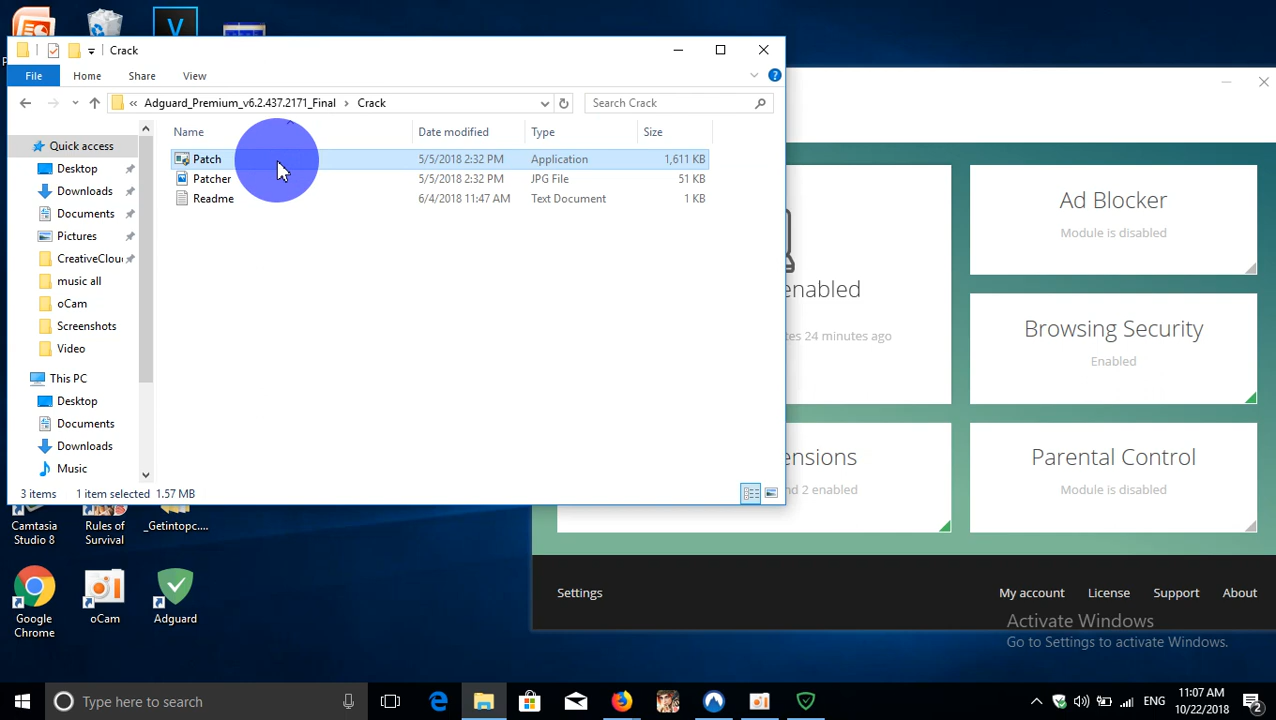 Crack
File
Home
Share
View
Adguard_Premium_v6.2.437.2171_Final
Crack
Search Crack
Name
Date modified
Type
Size
Quick access
Desktop
Downloads
Documents
Pictures
CreativeClou
music all
oCam
Screenshots
Video
This PC
Desktop
Documents
Downloads
Music
Patch 5/5/2018 2:32 PM Application 1,611 KB
Patcher 5/5/2018 2:32 PM JPG File 51 KB
Readme 6/4/2018 11:47 AM Text Document 1 KB
3 items 1 item selected 1.57 MB
enabled
tes 24 minutes ago
ensions
nd 2 enabled
Ad Blocker
Module is disabled
Browsing Security
Enabled
Parental Control
Module is disabled
Settings
My account
License
Support
About
Activate Windows
Go to Settings to activate Windows.
Camtasia
Studio 8
Rules of
Survival
_Getintopc....
Google
Chrome
oCam
Adguard
Type here to search
ENG
11:07 AM
10/22/2018
2